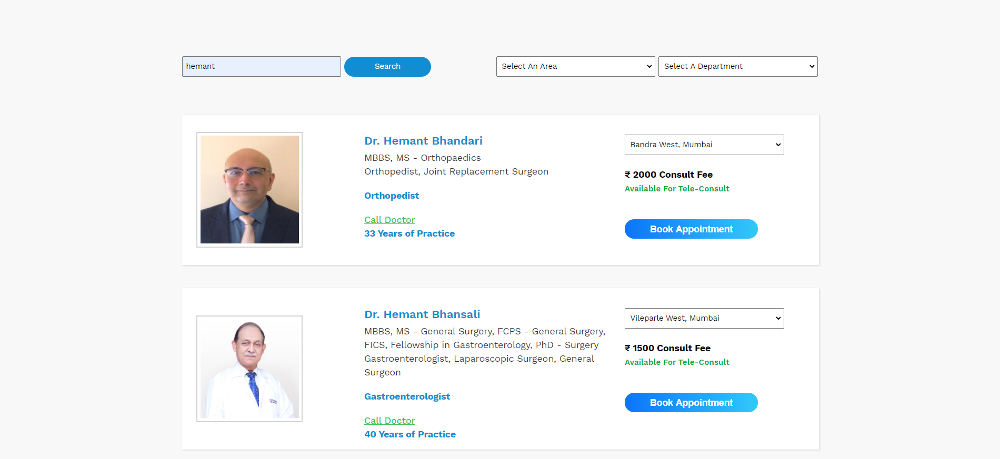 hemant
Search
Select An Area
Select A Department
Dr. Hemant Bhandari
MBBS, MS - Orthopaedics
Orthopedist, Joint Replacement Surgeon
Orthopedist
Call Doctor
33 Years of Practice
Bandra West, Mumbai
₹ 2000 Consult Fee
Available For Tele-Consult
Book Appointment
Dr. Hemant Bhansali
MBBS, MS - General Surgery, FCPS - General Surgery,
FICS, Fellowship in Gastroenterology, PhD - Surgery
Gastroenterologist, Laparoscopic Surgeon, General
Surgeon
Gastroenterologist
Call Doctor
40 Years of Practice
Vileparle West, Mumbai
₹ 1500 Consult Fee
Available For Tele-Consult
Book Appointment